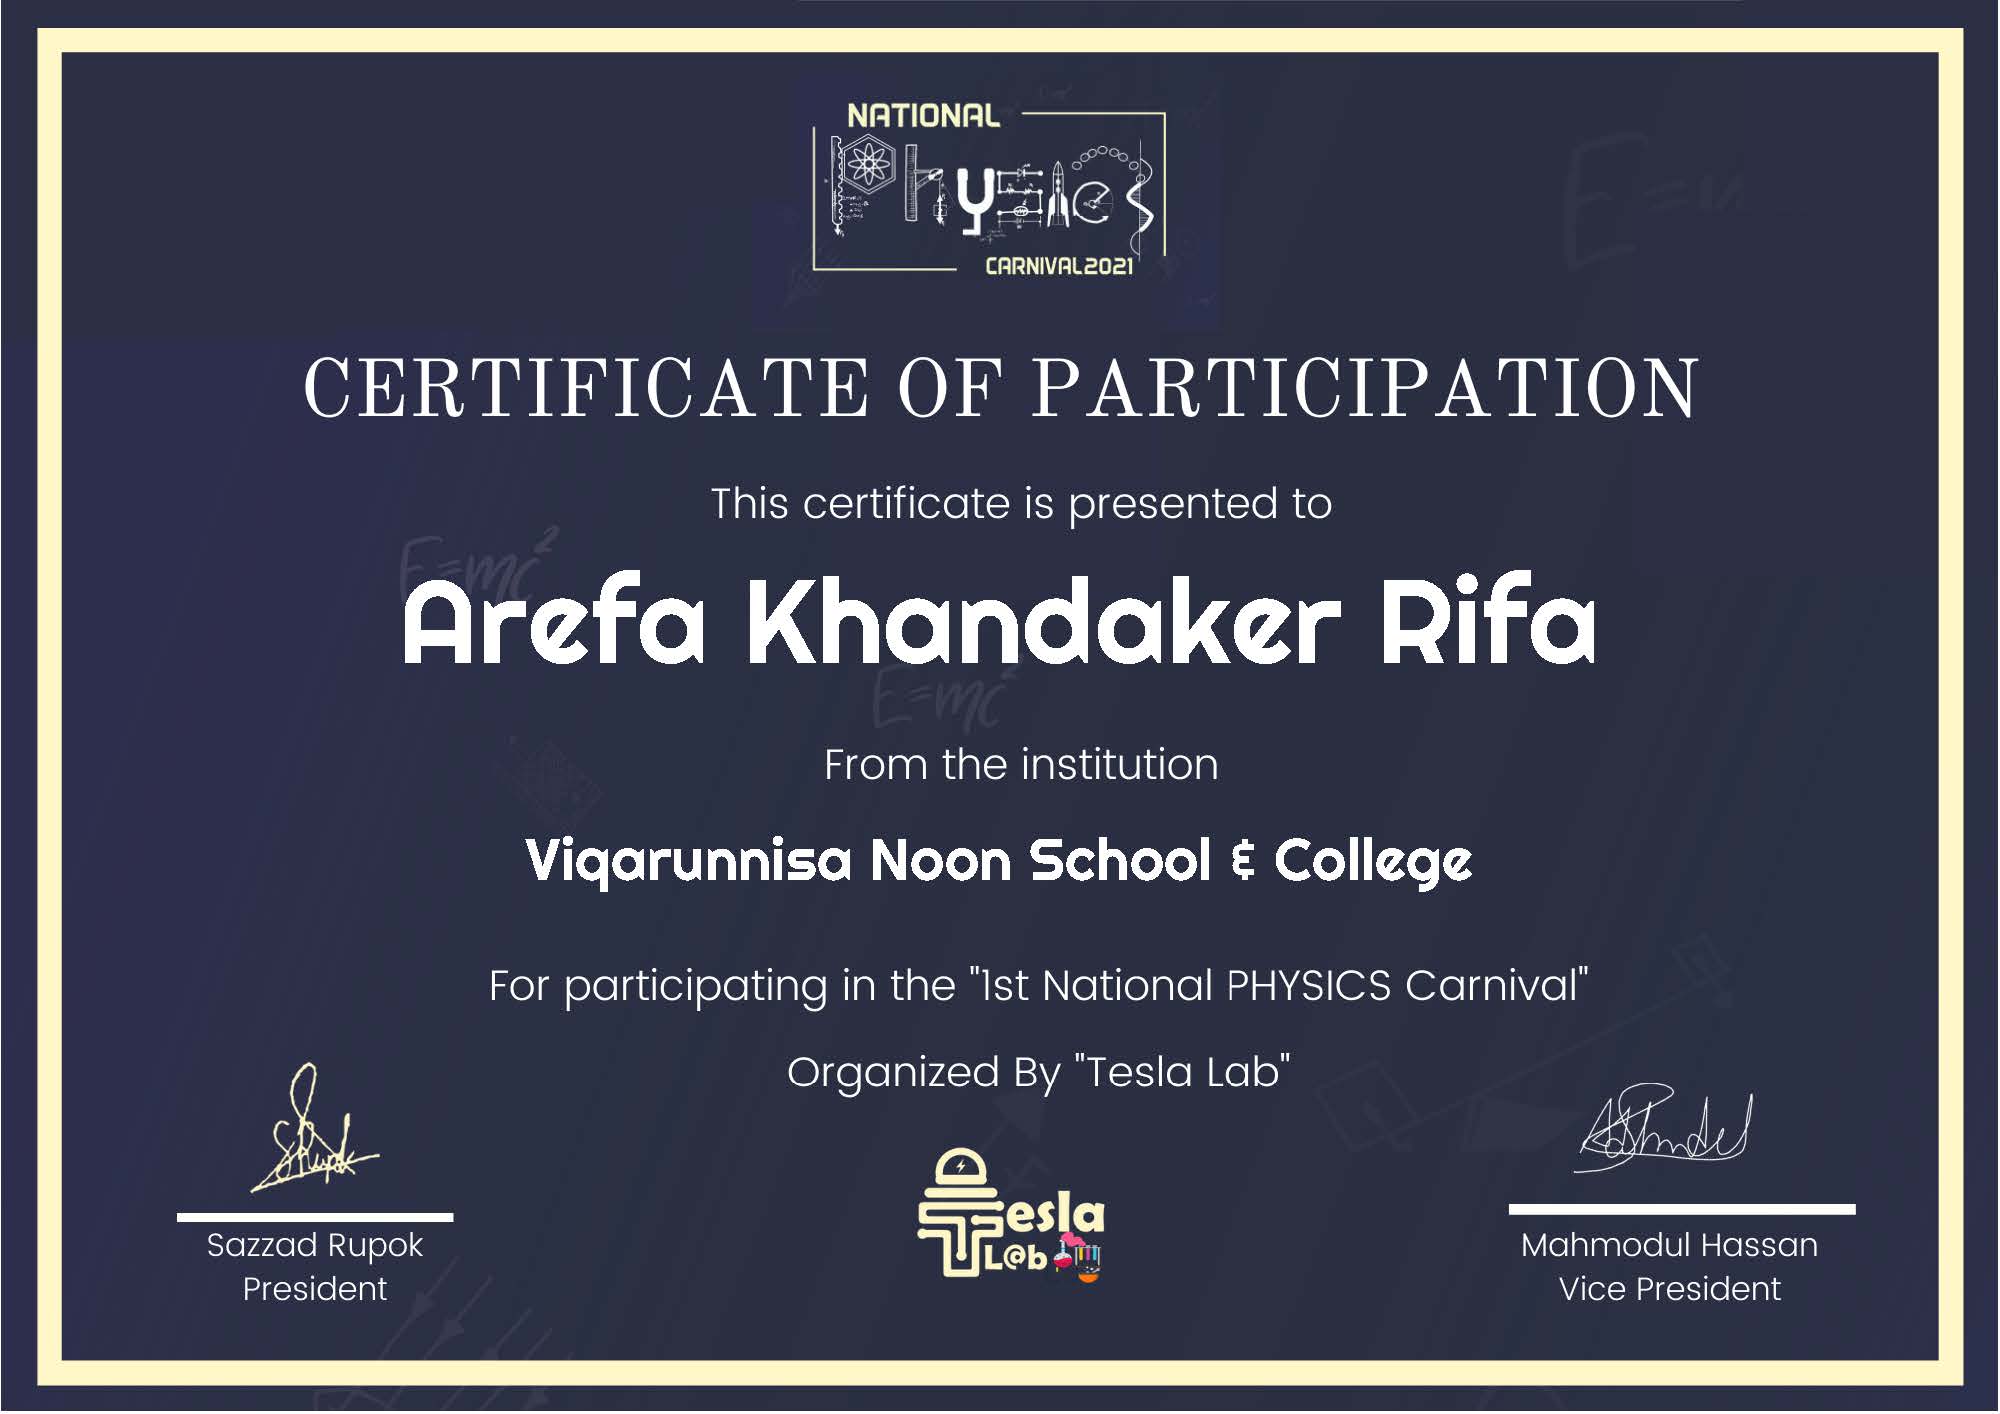 NATIONAL
Physics
CARNIVAL2021
CERTIFICATE OF PARTICIPATION
This certificate is presented to
E=mc²
Arefa Khandaker Rifa
E=mc²
From the institution
Viqarunnisa Noon School & College
For participating in the "1st National PHYSICS Carnival"
Organized By "Tesla Lab"
Tesla
L@b
Sazzad Rupok
President
Mahmodul Hassan
Vice President